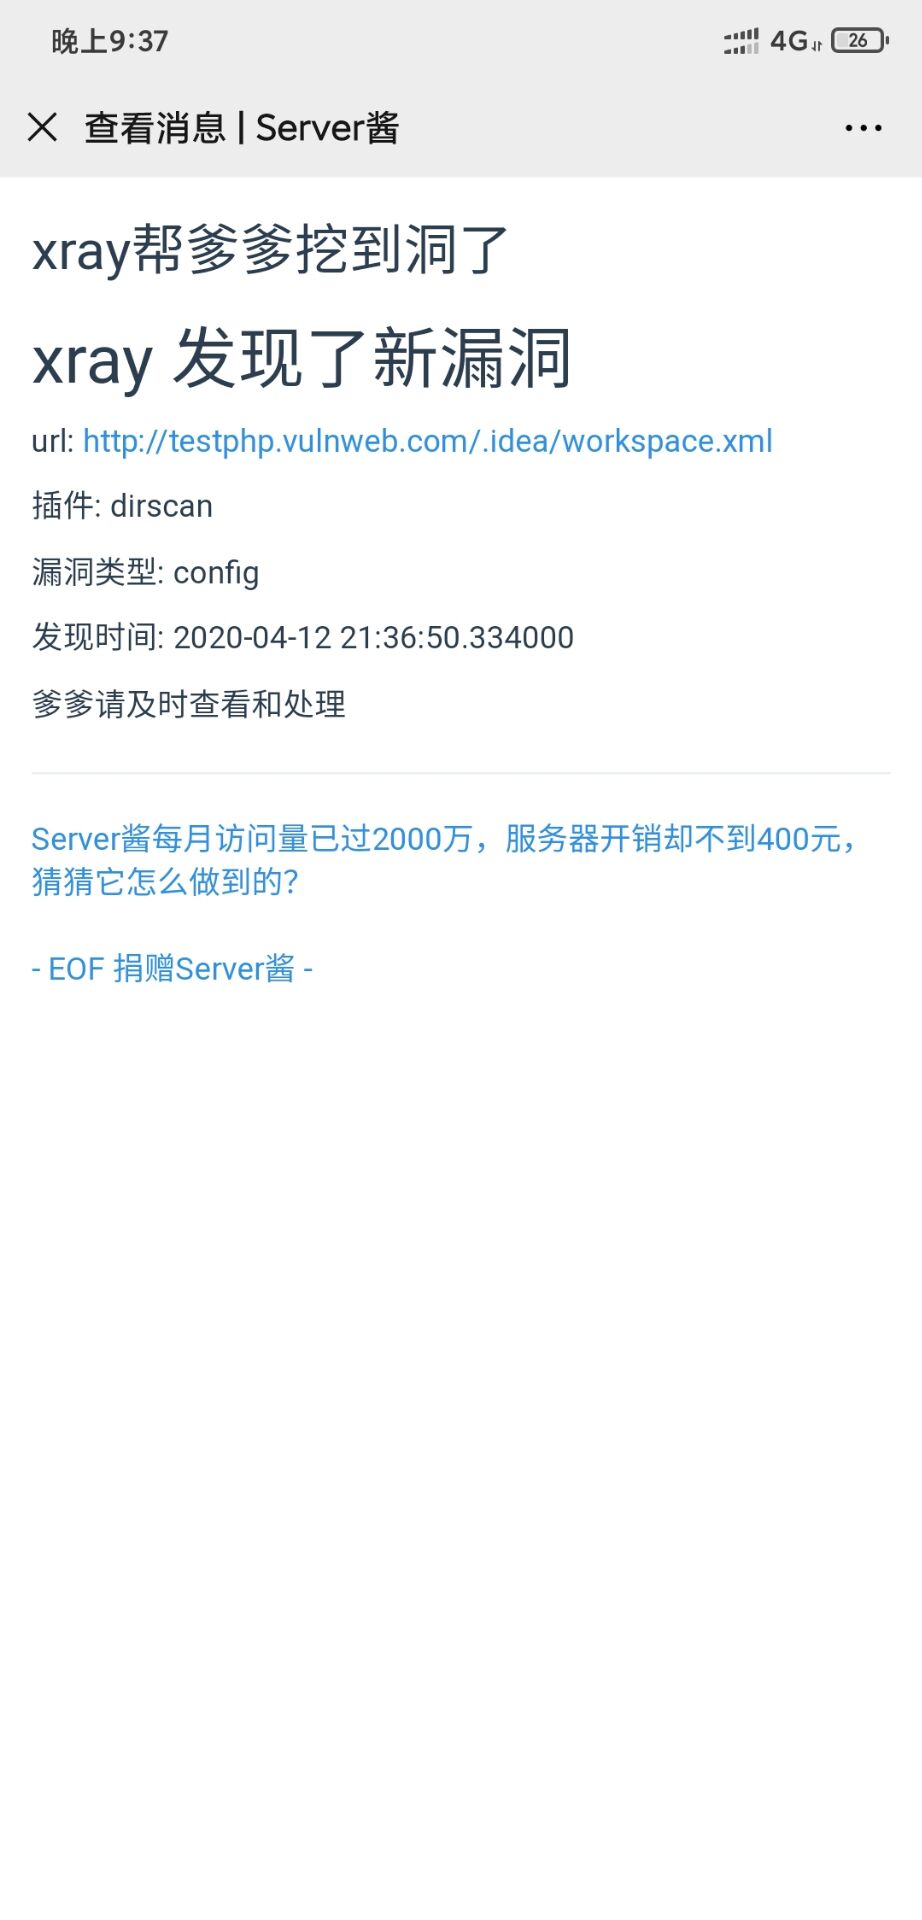 晚上9:37
4G
26
查看消息 | Server酱
xray帮爹爹挖到洞了
xray 发现了新漏洞
url: http://testphp.vulnweb.com/.idea/workspace.xml
插件: dirscan
漏洞类型: config
发现时间: 2020-04-12 21:36:50.334000
爹爹请及时查看和处理
Server酱每月访问量已过2000万，服务器开销却不到400元，
猜猜它怎么做到的?
- EOF 捐赠Server酱 -